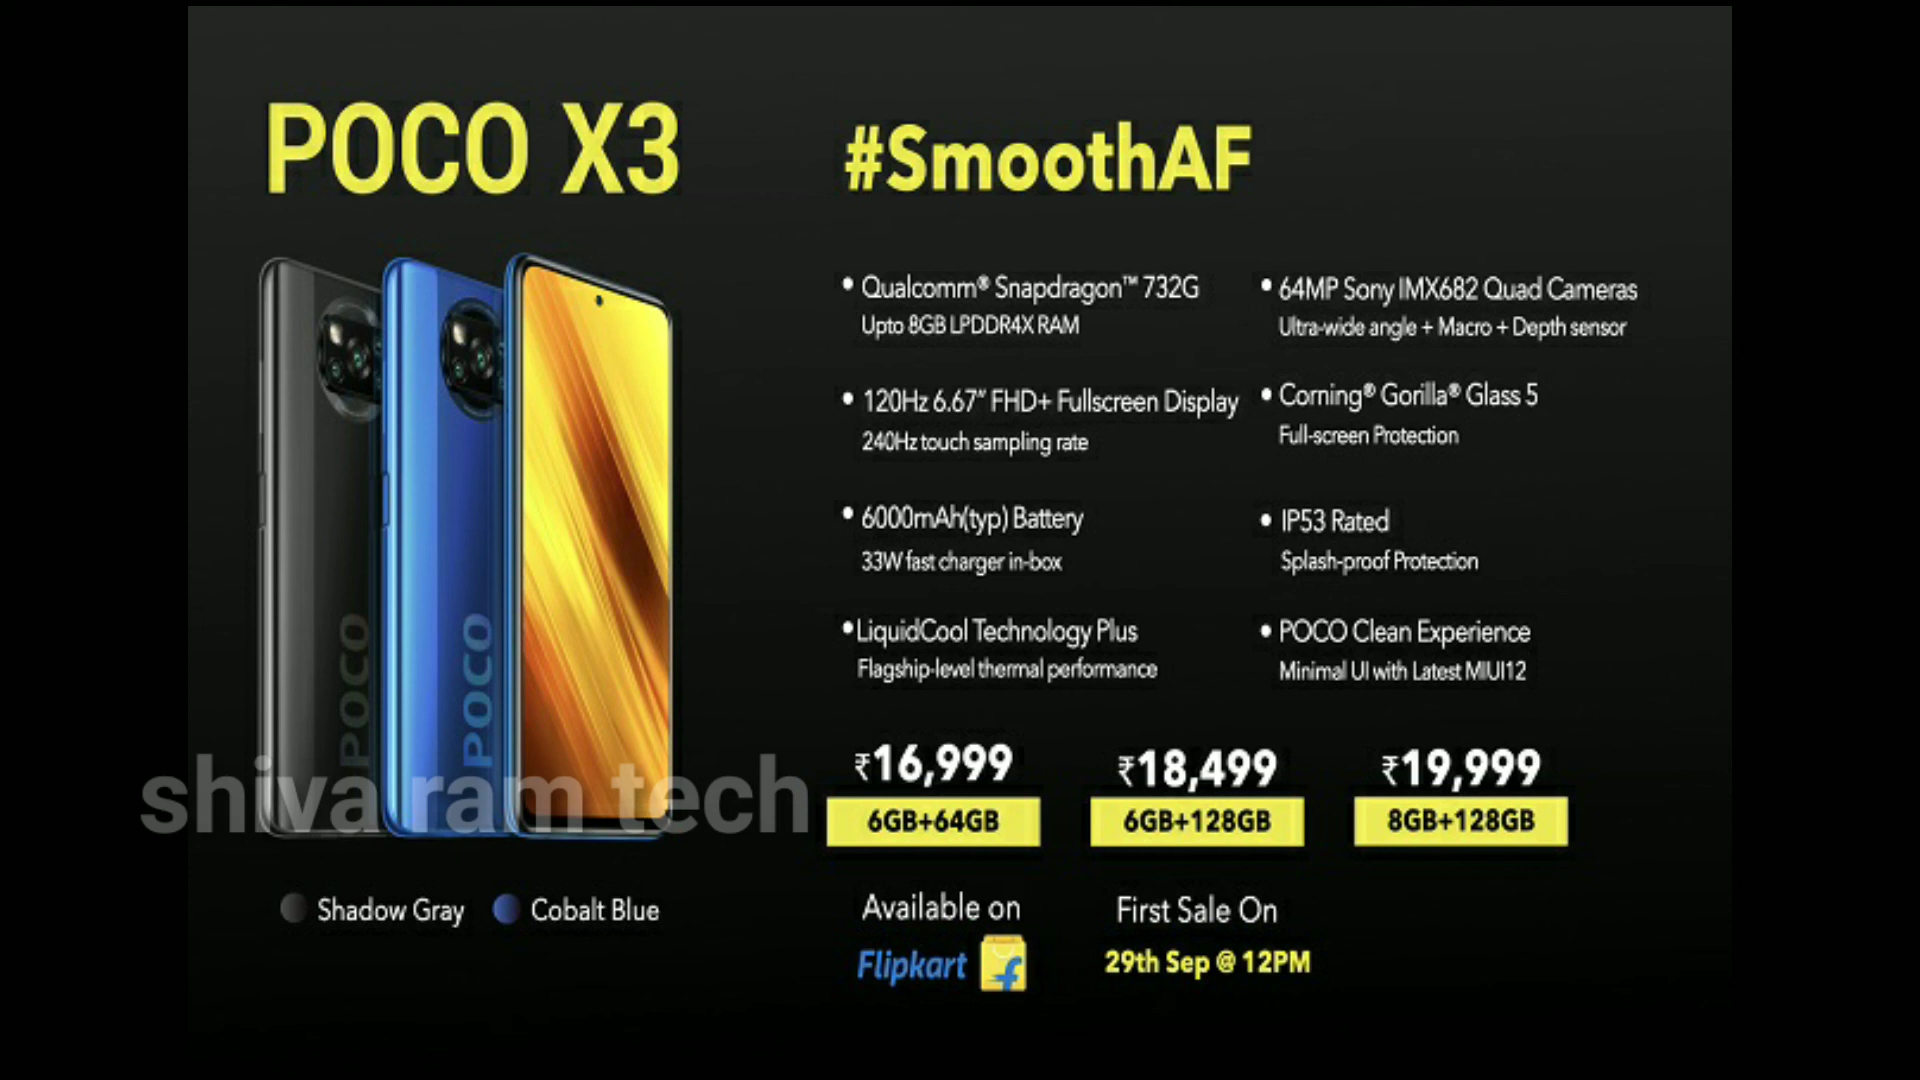 POCO X3
#SmoothAF
• Qualcomm® Snapdragon™ 732G
Upto 8GB LPDDR4X RAM
• 120Hz 6.67” FHD+ Fullscreen Display
240Hz touch sampling rate
• 6000mAh(typ) Battery
33W fast charger in-box
• LiquidCool Technology Plus
Flagship-level thermal performance
• 64MP Sony IMX682 Quad Cameras
Ultra-wide angle + Macro + Depth sensor
• Corning® Gorilla® Glass 5
Full-screen Protection
• IP53 Rated
Splash-proof Protection
• POCO Clean Experience
Minimal UI with Latest MIUI12
POCO
POCO
shiva ram tech
₹16,999
6GB+64GB
₹18,499
6GB+128GB
₹19,999
8GB+128GB
Shadow Gray
Cobalt Blue
Available on
Flipkart
First Sale On
29th Sep @ 12PM